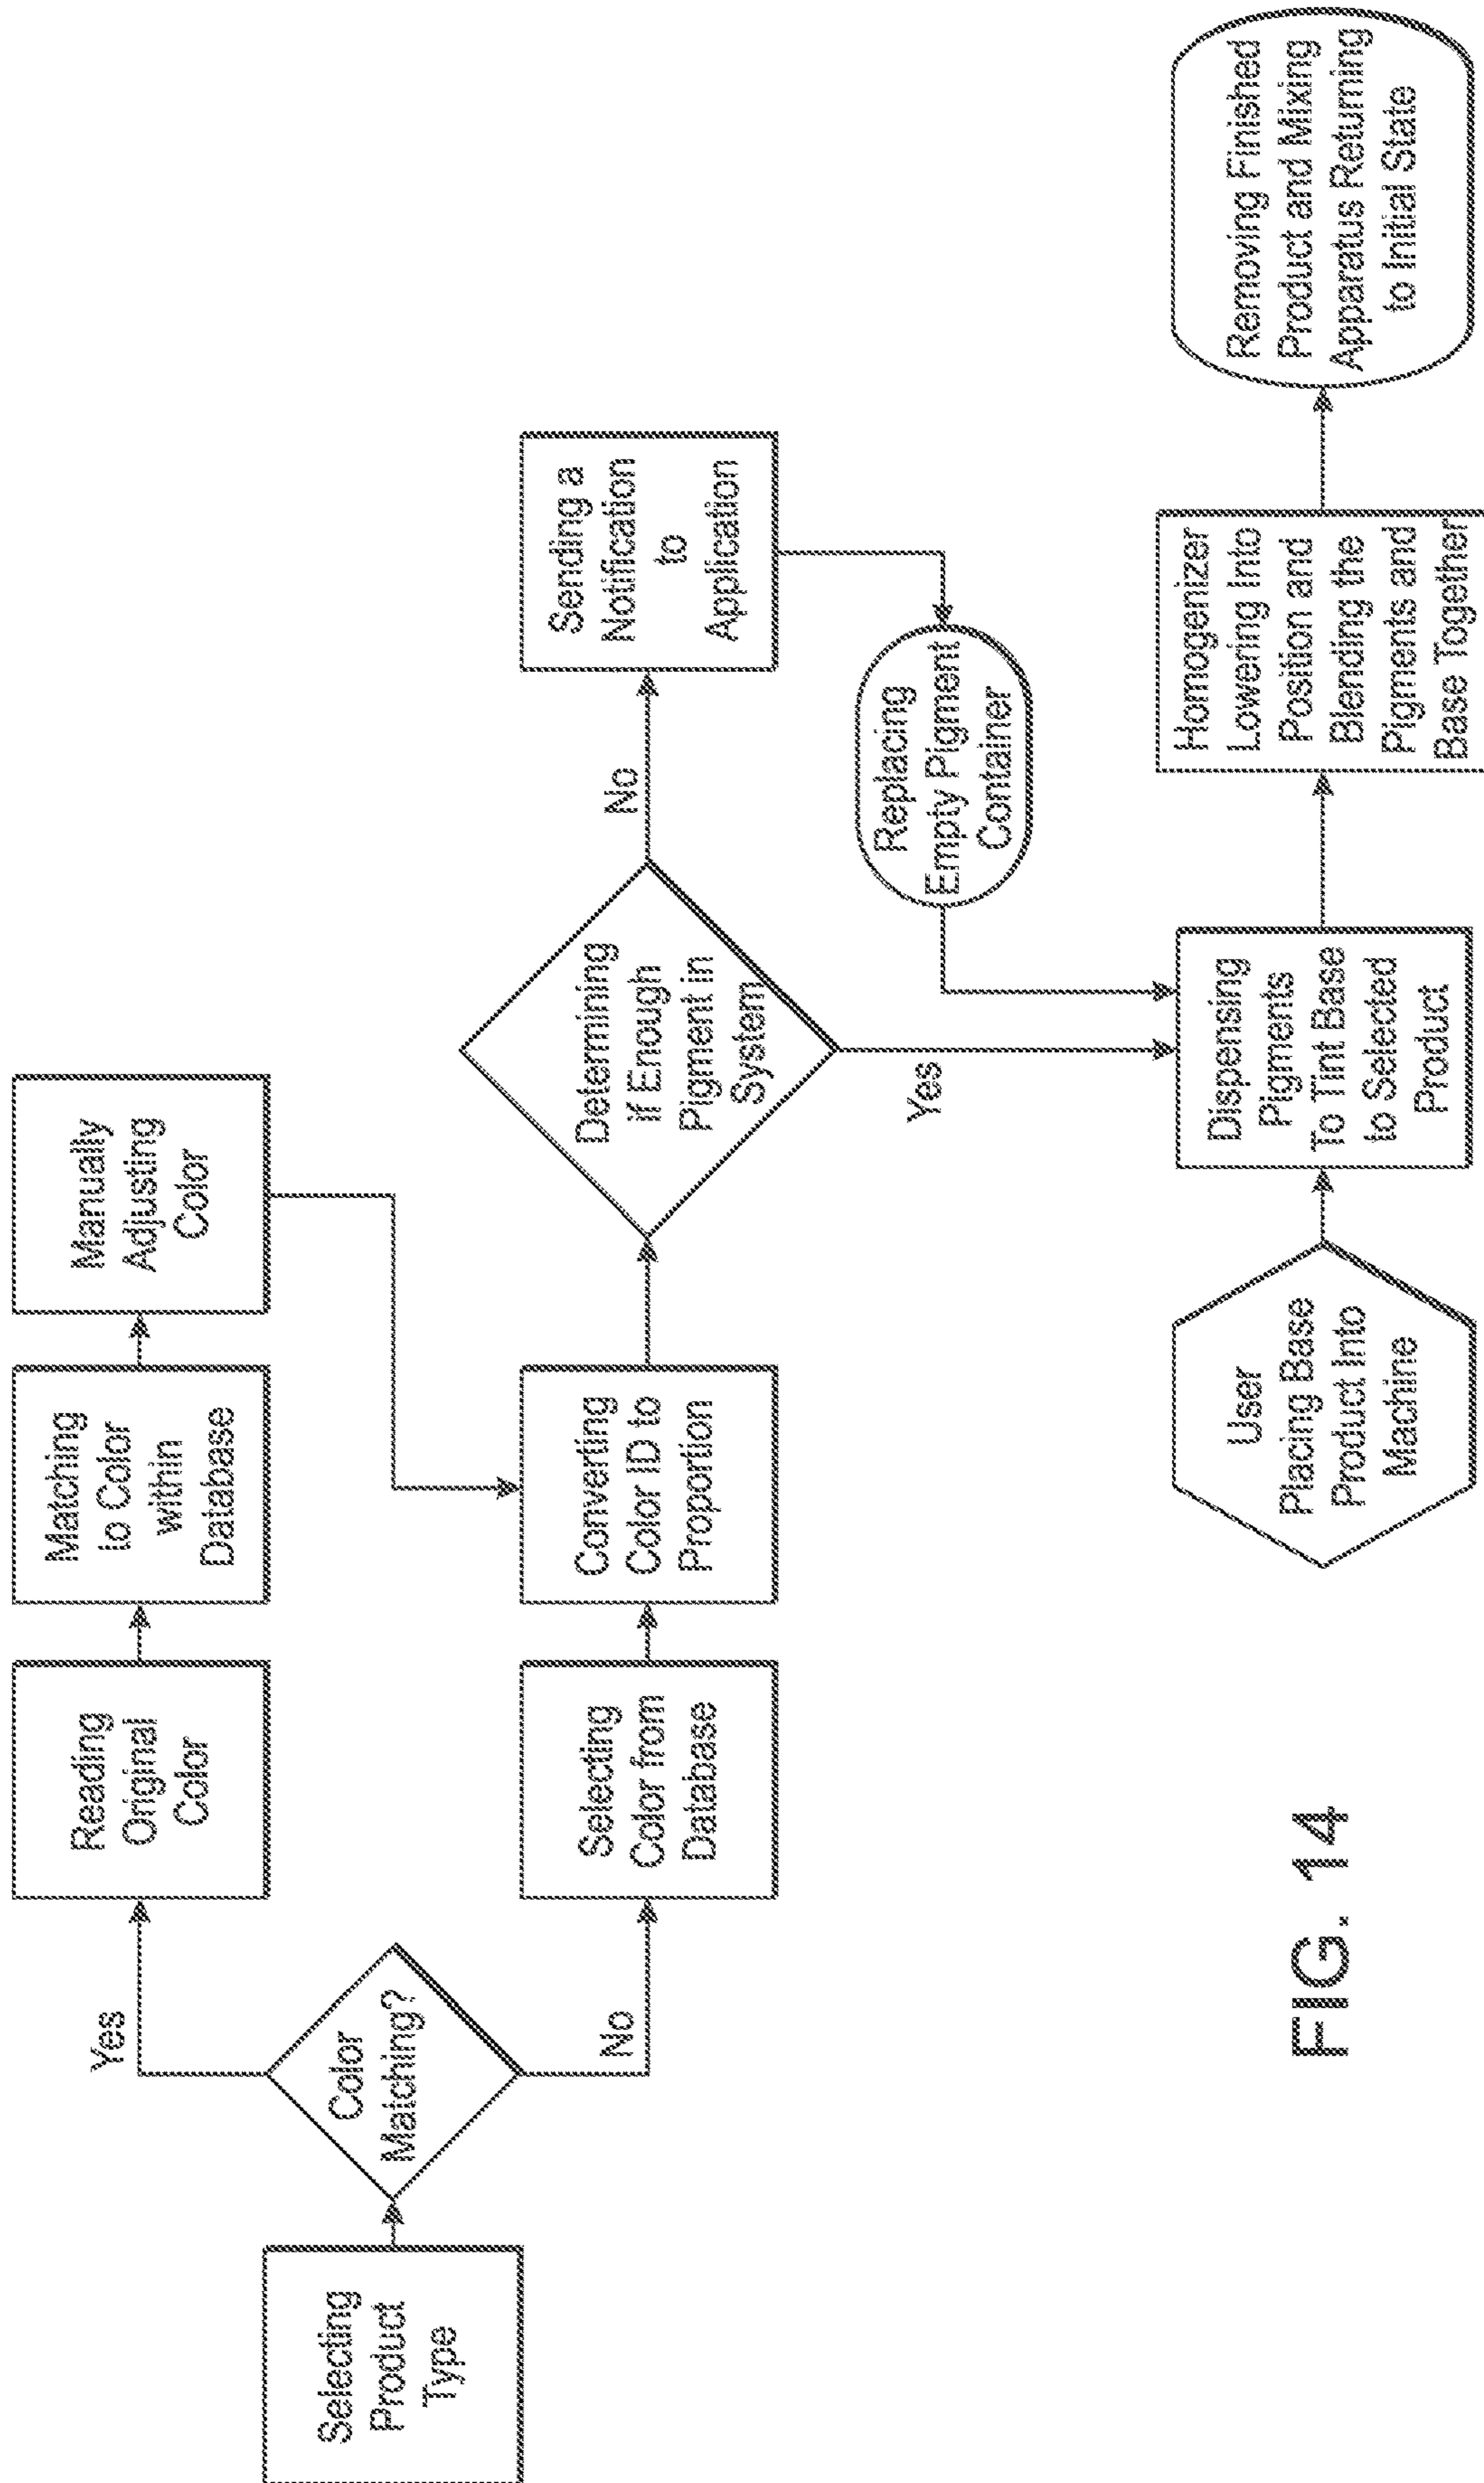 Selecting
Product
Type
Color
Matching?
Yes
No
Reading
Original
Color
Matching
to Color
within
Database
Manually
Adjusting
Color
Selecting
Color from
Database
Converting
Color ID to
Proportion
Determining
if Enough
Pigment in
System
No
Yes
Sending a
Notification
to
Application
Replacing
Empty Pigment
Container
User
Placing Base
Product Into
Machine
Dispensing
Pigments
To Tint Base
to Selected
Product
Homogenizer
Lowering Into
Position and
Blending the
Pigments and
Base Together
Removing Finished
Product and Mixing
Apparatus Returning
to Initial State
FIG. 14